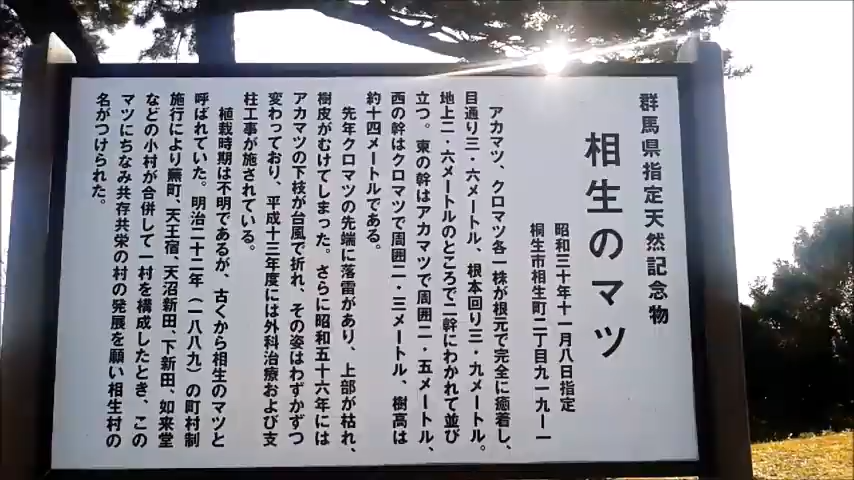 群馬県指定天然記念物
相生のマツ
昭和三十年十一月八日指定
桐生市相生町二丁目九一九ー一
アカマツ、クロマツ各一株が根元で完全に癒着し、
目通り三・六メートル、根本回り三・九メートル。
地上二・六メートルのところで二幹にわかれて並び
立つ。東の幹はアカマツで周囲二・五メートル、
西の幹はクロマツで周囲二・三メートル、樹高は
約十四メートルである。
先年クロマツの先端に落雷があり、上部が枯れ、
樹皮がむけてしまった。さらに昭和五十六年には
アカマツの下枝が台風で折れ、その姿はわずかずつ
変わっており、平成十三年度には外科治療および支
柱工事が施されている。
植栽時期は不明であるが、古くから相生のマツと
呼ばれていた。明治二十二年（一八八九）の町村制
施行により蕪町、天王宿、天沼新田、下新田、如来堂
などの小村が合併して一村を構成したとき、この
マツにちなみ共存共栄の村の発展を願い相生村の
名がつけられた。